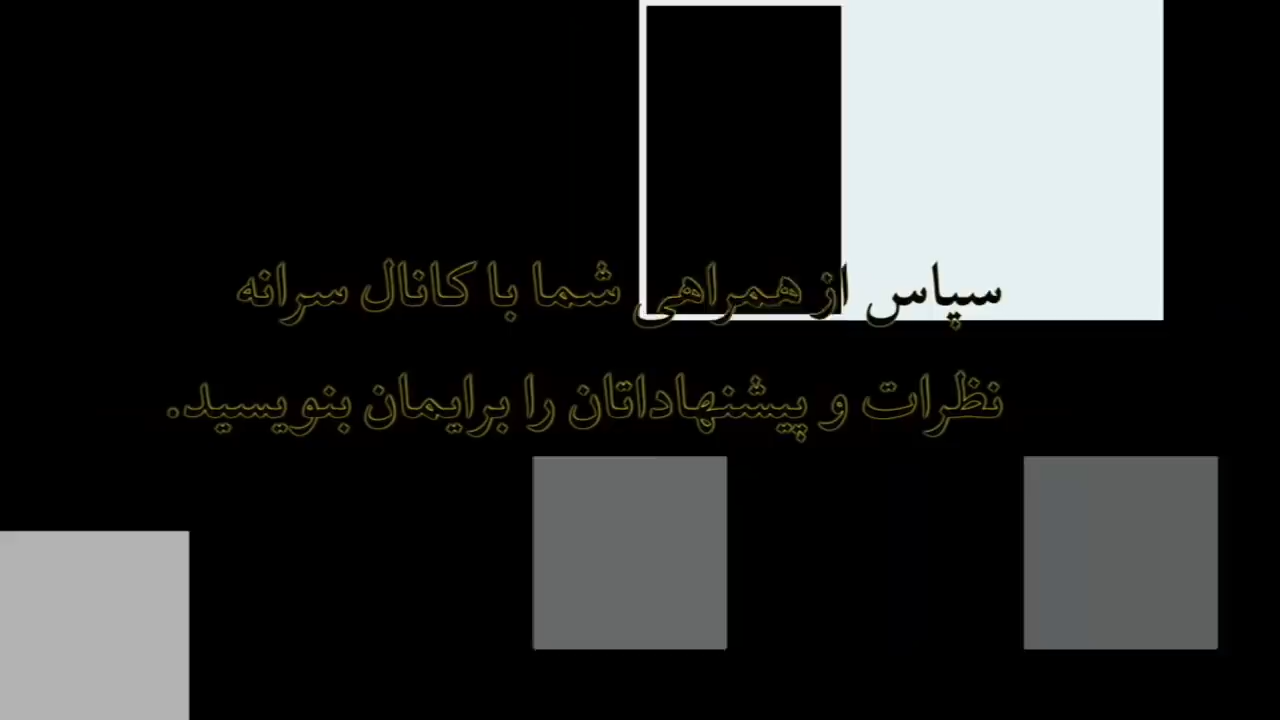 سپاس از همراهی شما با کانال سرانه
نظرات و پیشنهاداتان را برایمان بنویسید.